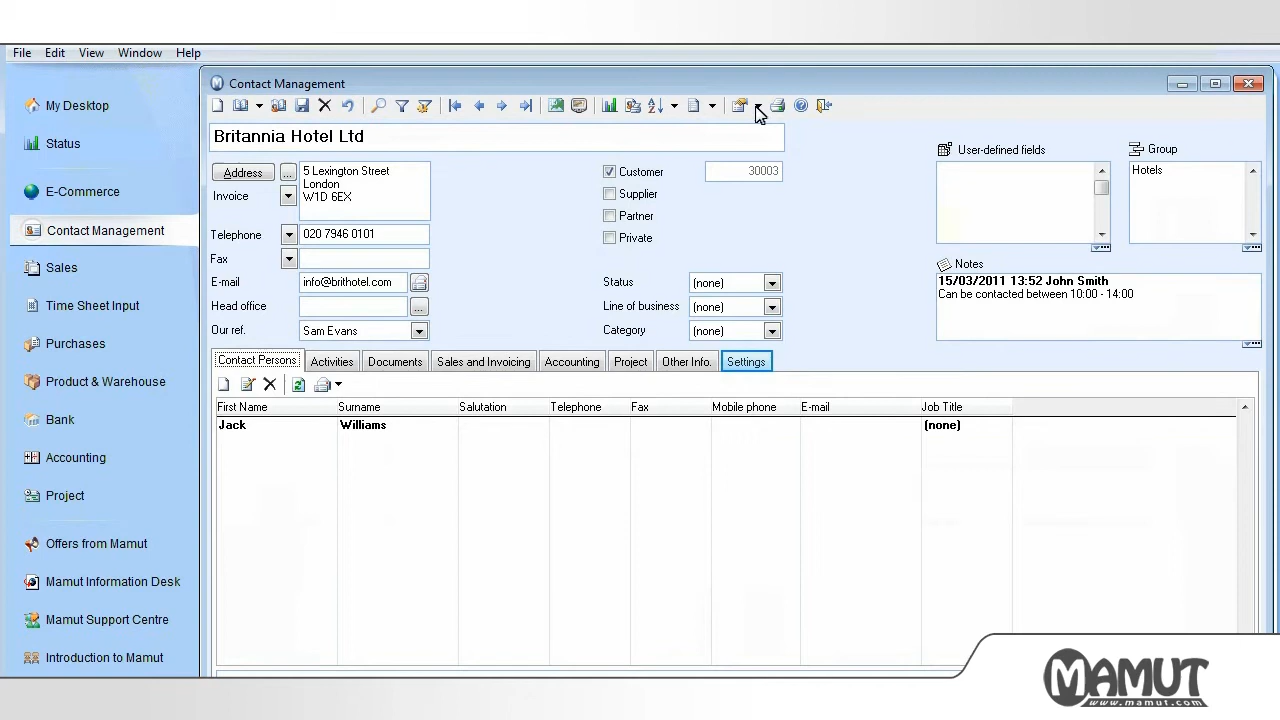 File Edit View Window Help
Contact Management
My Desktop
Status
E-Commerce
Contact Management
Sales
Time Sheet Input
Purchases
Product & Warehouse
Bank
Accounting
Project
Offers from Mamut
Mamut Information Desk
Mamut Support Centre
Introduction to Mamut
Britannia Hotel Ltd
Address ... 5 Lexington Street
London
Invoice W1D 6EX
Telephone 020 7946 0101
Fax
E-mail info@brithotel.com
Head office ...
Our ref. Sam Evans
Customer 30003
Supplier
Partner
Private
Status (none)
Line of business (none)
Category (none)
User-defined fields
Group
Hotels
Notes
15/03/2011 13:52 John Smith
Can be contacted between 10:00 - 14:00
Contact Persons Activities Documents Sales and Invoicing Accounting Project Other Info. Settings
First Name Surname Salutation Telephone Fax Mobile phone E-mail Job Title
Jack Williams (none)
MAMUT
www.mamut.com